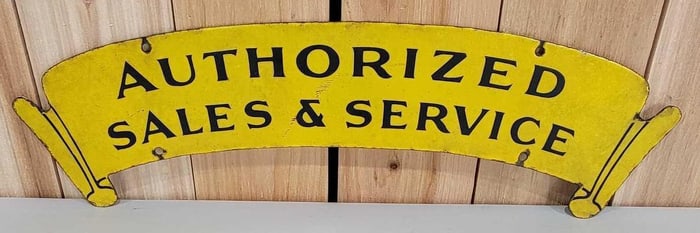 AUTHORIZED
SALES & SERVICE